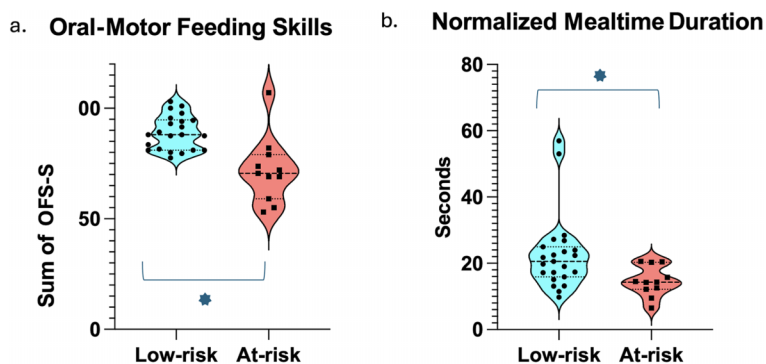 a.
Oral-Motor Feeding Skills
Sum of OFS-S
00
50
0
Low-risk At-risk
b.
Normalized Mealtime Duration
Seconds
80
60
40
20
0
Low-risk At-risk